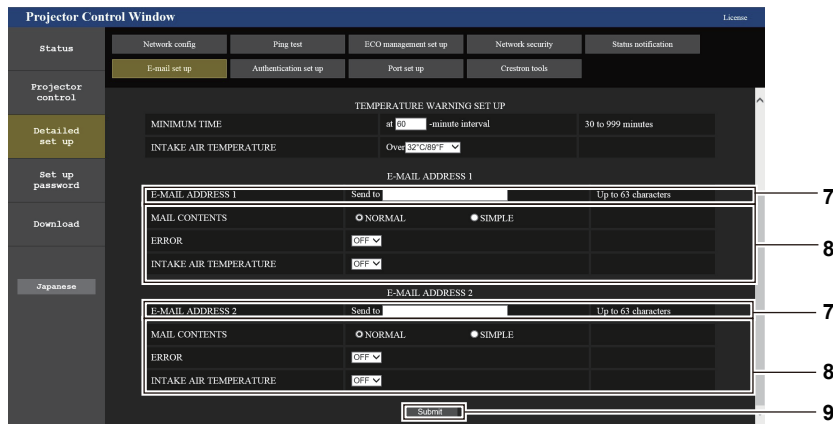 Projector Control Window License
Status
Network config Ping test ECO management set up Network security Status notification
E-mail set up Authentication set up Port set up Crestron tools
Projector
control
Detailed
set up
Set up
password
Download
Japanese
TEMPERATURE WARNING SET UP
MINIMUM TIME at 60 -minute interval 30 to 999 minutes
INTAKE AIR TEMPERATURE Over 32°C/89°F
E-MAIL ADDRESS 1
E-MAIL ADDRESS 1 Send to Up to 63 characters 7
MAIL CONTENTS NORMAL SIMPLE
ERROR OFF 8
INTAKE AIR TEMPERATURE OFF
E-MAIL ADDRESS 2
E-MAIL ADDRESS 2 Send to Up to 63 characters 7
MAIL CONTENTS NORMAL SIMPLE
ERROR OFF 8
INTAKE AIR TEMPERATURE OFF
Submit 9